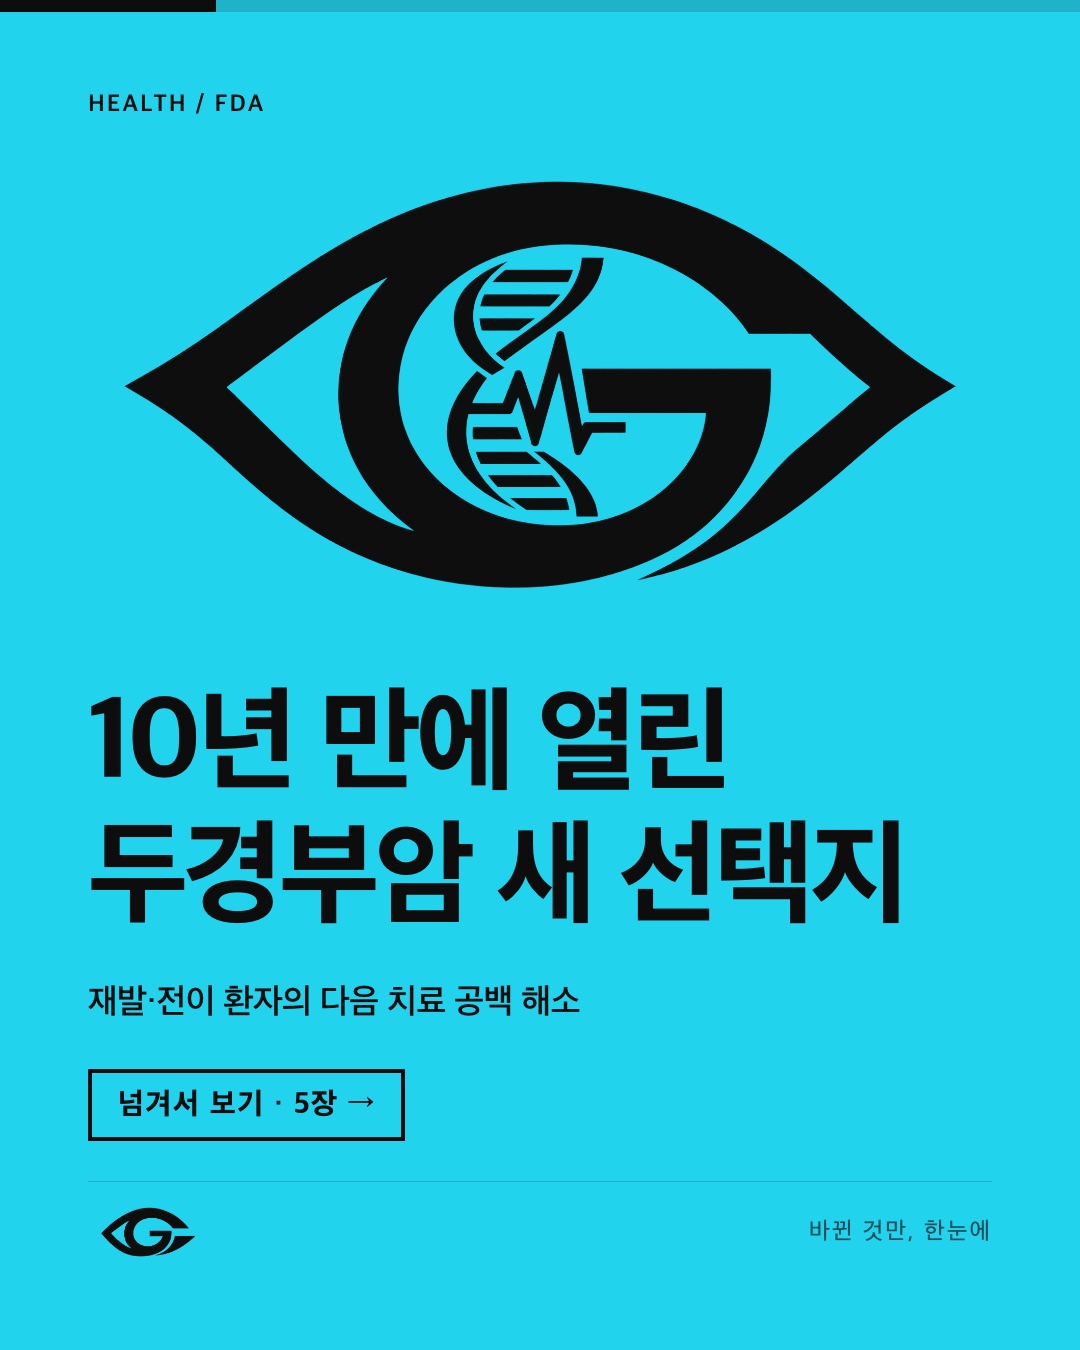 HEALTH / FDA
10년 만에 열린
두경부암 새 선택지
재발·전이 환자의 다음 치료 공백 해소
넘겨서 보기 · 5장 →
바뀐 것만, 한눈에